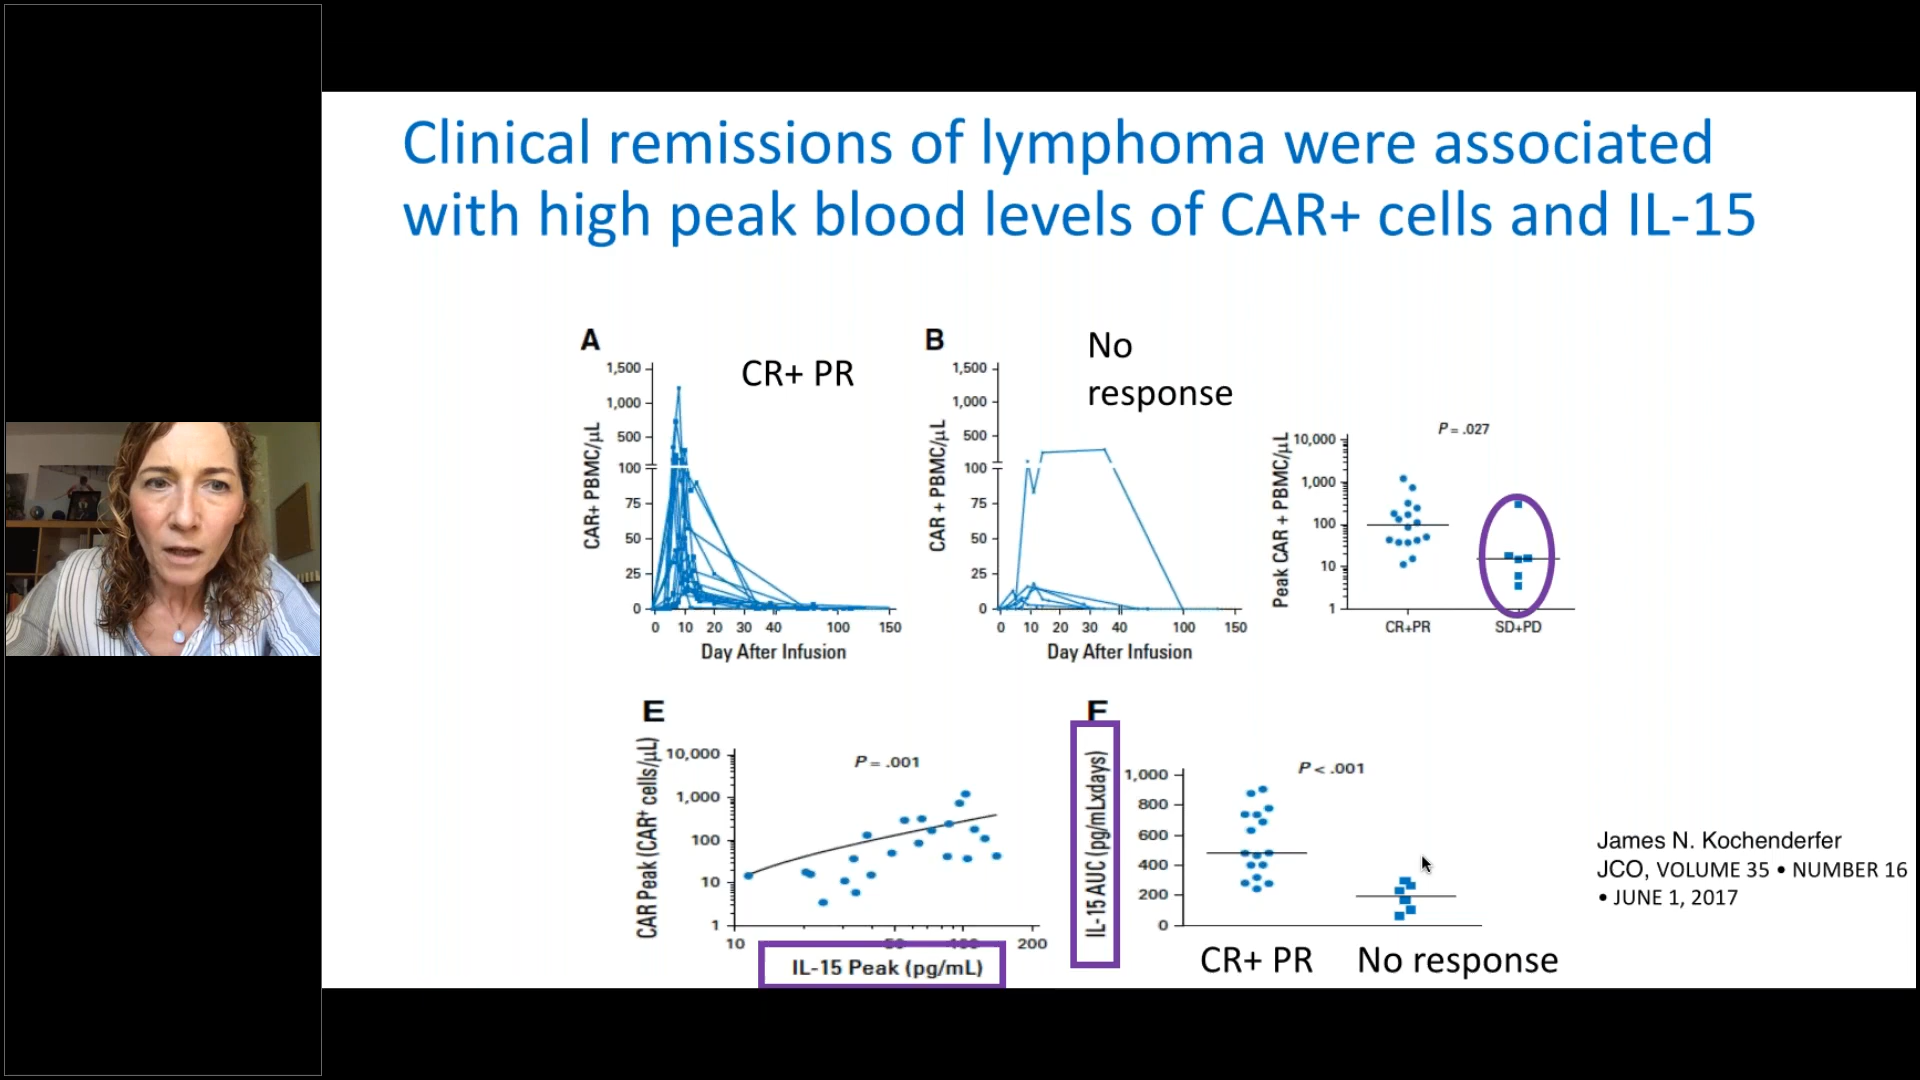 Clinical remissions of lymphoma were associated
with high peak blood levels of CAR+ cells and IL-15
A
CR+ PR
CAR+ PBMC/μL
1,500
1,000
500
100
75
50
25
0
0 10 20 30 40 100 150
Day After Infusion
B
No
response
CAR + PBMC/μL
1,500
1,000
500
100
75
50
25
0
0 10 20 30 40 100 150
Day After Infusion
P = .027
Peak CAR + PBMC/μL
10,000
1,000
100
10
1
CR+PR SD+PD
E
P = .001
CAR Peak (CAR+ cells/μL)
10,000
1,000
100
10
1
10 50 100 200
IL-15 Peak (pg/mL)
F
P < .001
IL-15 AUC (pg/mLxdays)
1,000
800
600
400
200
0
CR+ PR No response
James N. Kochenderfer
JCO, VOLUME 35 • NUMBER 16
• JUNE 1, 2017